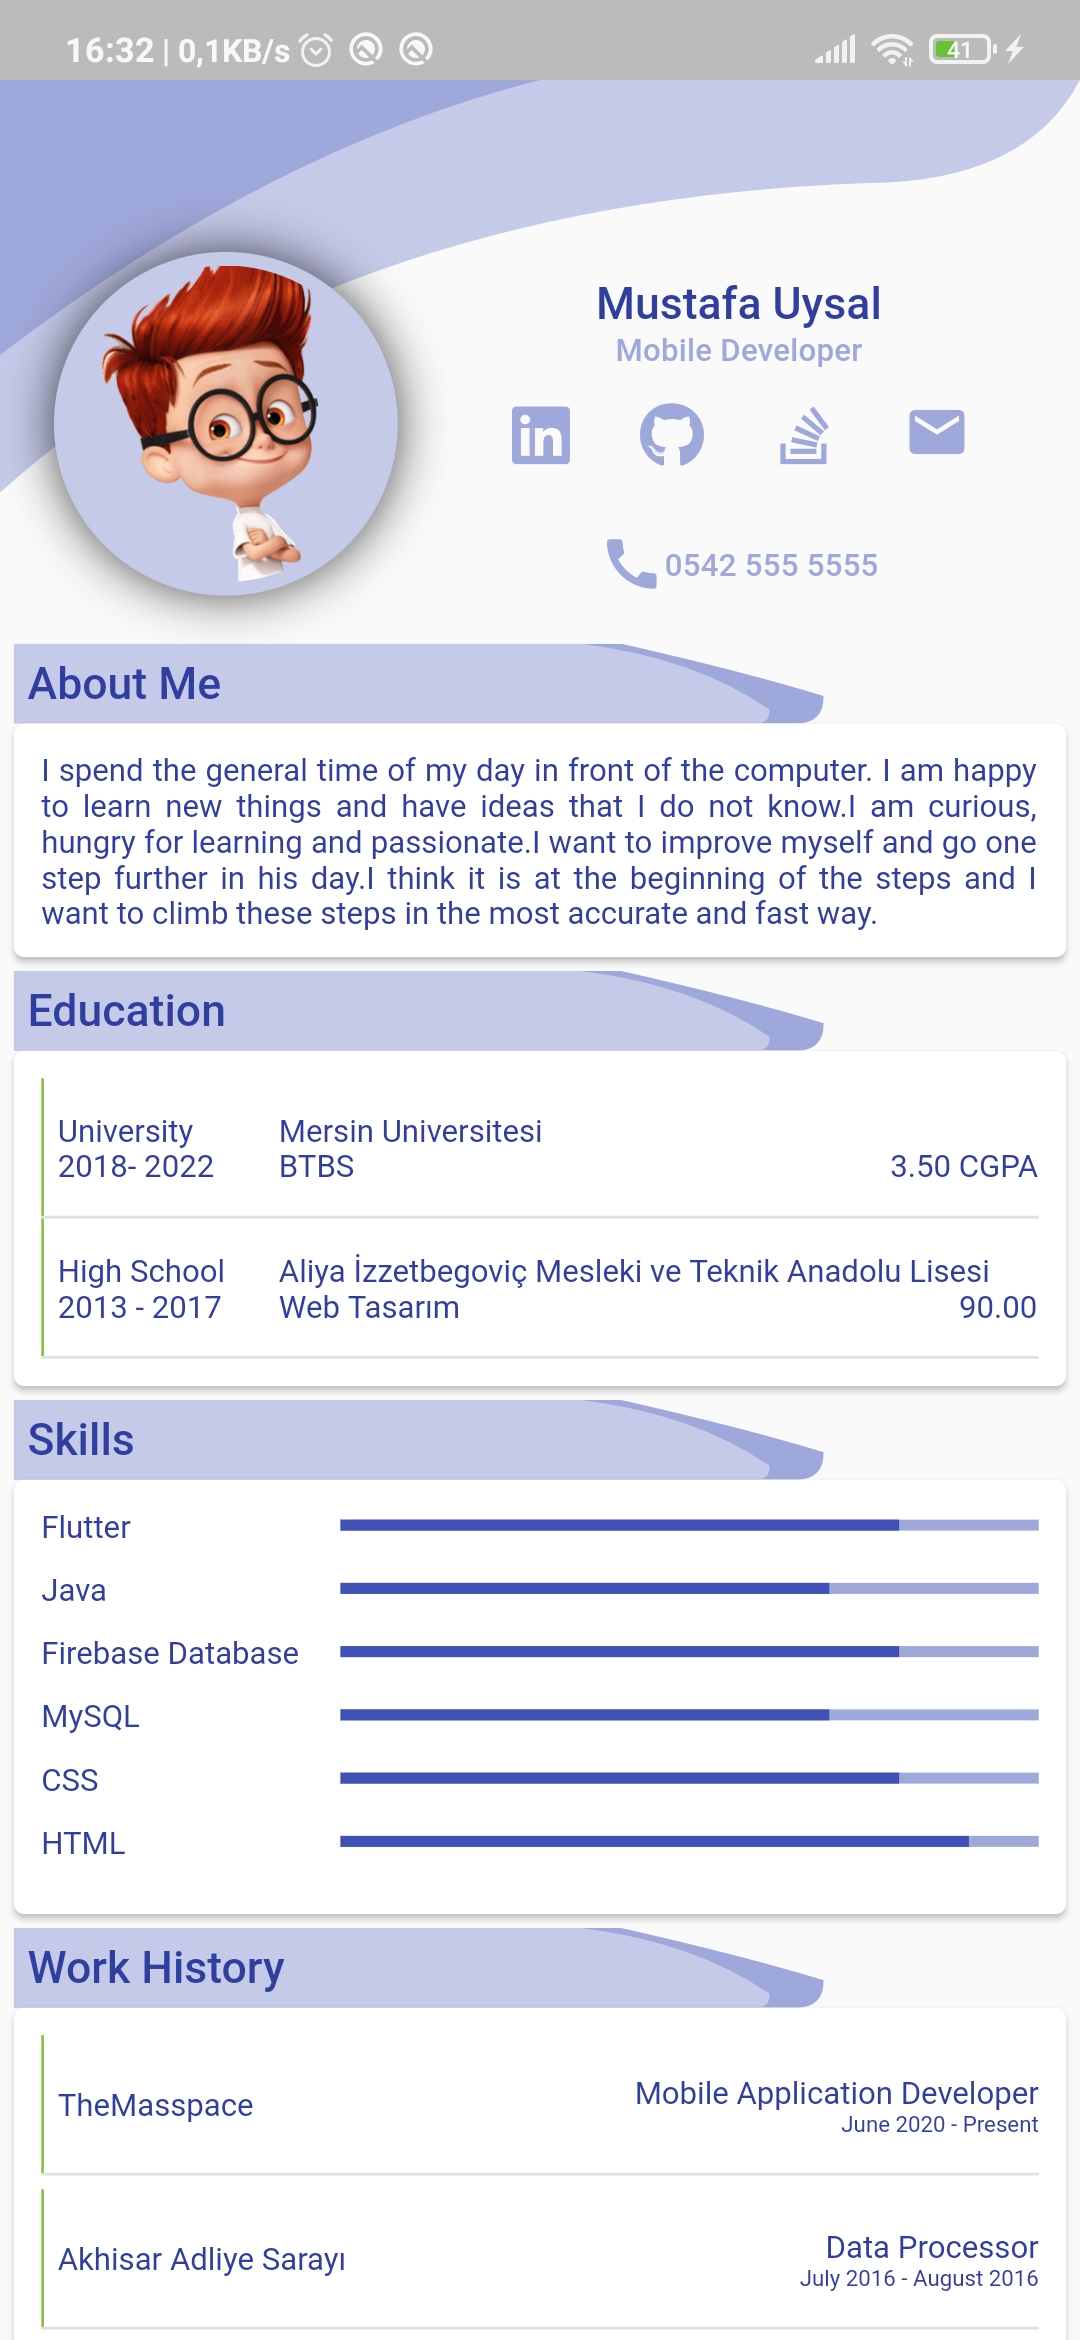 16:32 | 0,1KB/s
41
Mustafa Uysal
Mobile Developer
in
0542 555 5555
About Me
I spend the general time of my day in front of the computer. I am happy
to learn new things and have ideas that I do not know.I am curious,
hungry for learning and passionate.I want to improve myself and go one
step further in his day.I think it is at the beginning of the steps and I
want to climb these steps in the most accurate and fast way.
Education
University Mersin Universitesi
2018- 2022 BTBS 3.50 CGPA
High School Aliya İzzetbegoviç Mesleki ve Teknik Anadolu Lisesi
2013 - 2017 Web Tasarım 90.00
Skills
Flutter
Java
Firebase Database
MySQL
CSS
HTML
Work History
TheMasspace Mobile Application Developer
June 2020 - Present
Akhisar Adliye Sarayı Data Processor
July 2016 - August 2016